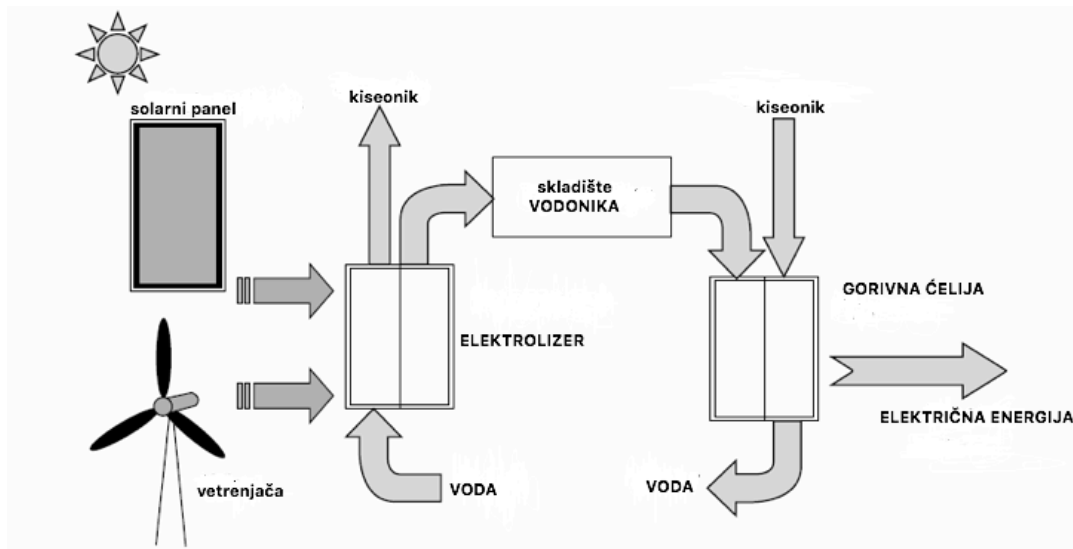 solarni panel
kiseonik
kiseonik
skladište
VODONIKA
GORIVNA ĆELIJA
ELEKTROLIZER
ELEKTRIČNA ENERGIJA
vetrenjača
VODA
VODA